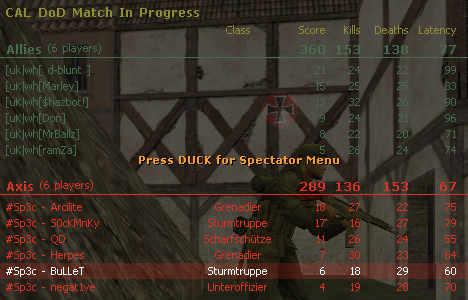 CAL DoD Match In Progress
Class Score Kills Deaths Latency
Allies (6 players) 360 153 138 77
[uK|wh[ d-blunt ] 21 24 22 99
[uK|wh[Marley] 15 25 25 83
[uK|wh[$hazbot!] 13 32 26 90
[uK|wh[Don] 9 24 21 96
[uK|wh[MrBallz] 8 22 20 71
[uK|wh[ramZa] 5 26 24 74
Press DUCK for Spectator Menu
Axis (6 players) 289 136 153 67
#Sp3c - Arcilite Grenadier 18 27 22 75
#Sp3c - S0cKMnKy Sturmtruppe 17 16 27 79
#Sp3c - QD Scharfschütze 11 26 24 55
#Sp3c - Herpes Grenadier 7 30 23 64
#Sp3c - BuLLeT Sturmtruppe 6 18 29 60
#Sp3c - negat1ve Unteroffizier 4 19 28 70